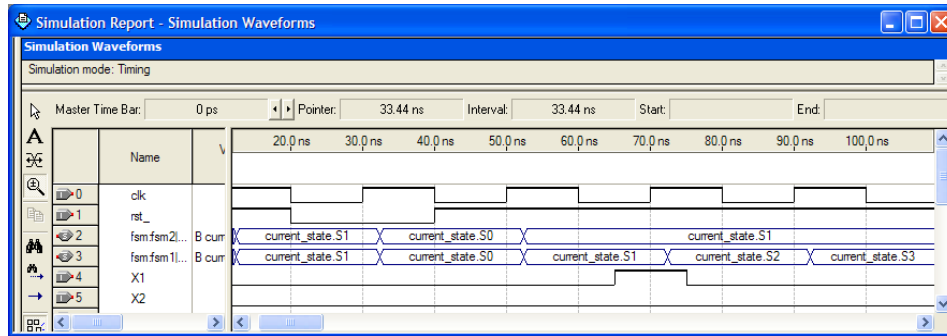 Simulation Report - Simulation Waveforms
Simulation Waveforms
Simulation mode: Timing
Master Time Bar: 0 ps Pointer: 33.44 ns Interval: 33.44 ns Start: End:
Name V 20.0 ns 30.0 ns 40.0 ns 50.0 ns 60.0 ns 70.0 ns 80.0 ns 90.0 ns 100.0 ns
0 clk
1 rst_
2 fsm:fsm2|... B curr current_state.S1 current_state.S0 current_state.S1
3 fsm:fsm1|... B curr current_state.S1 current_state.S0 current_state.S1 current_state.S2 current_state.S3
4 X1
5 X2